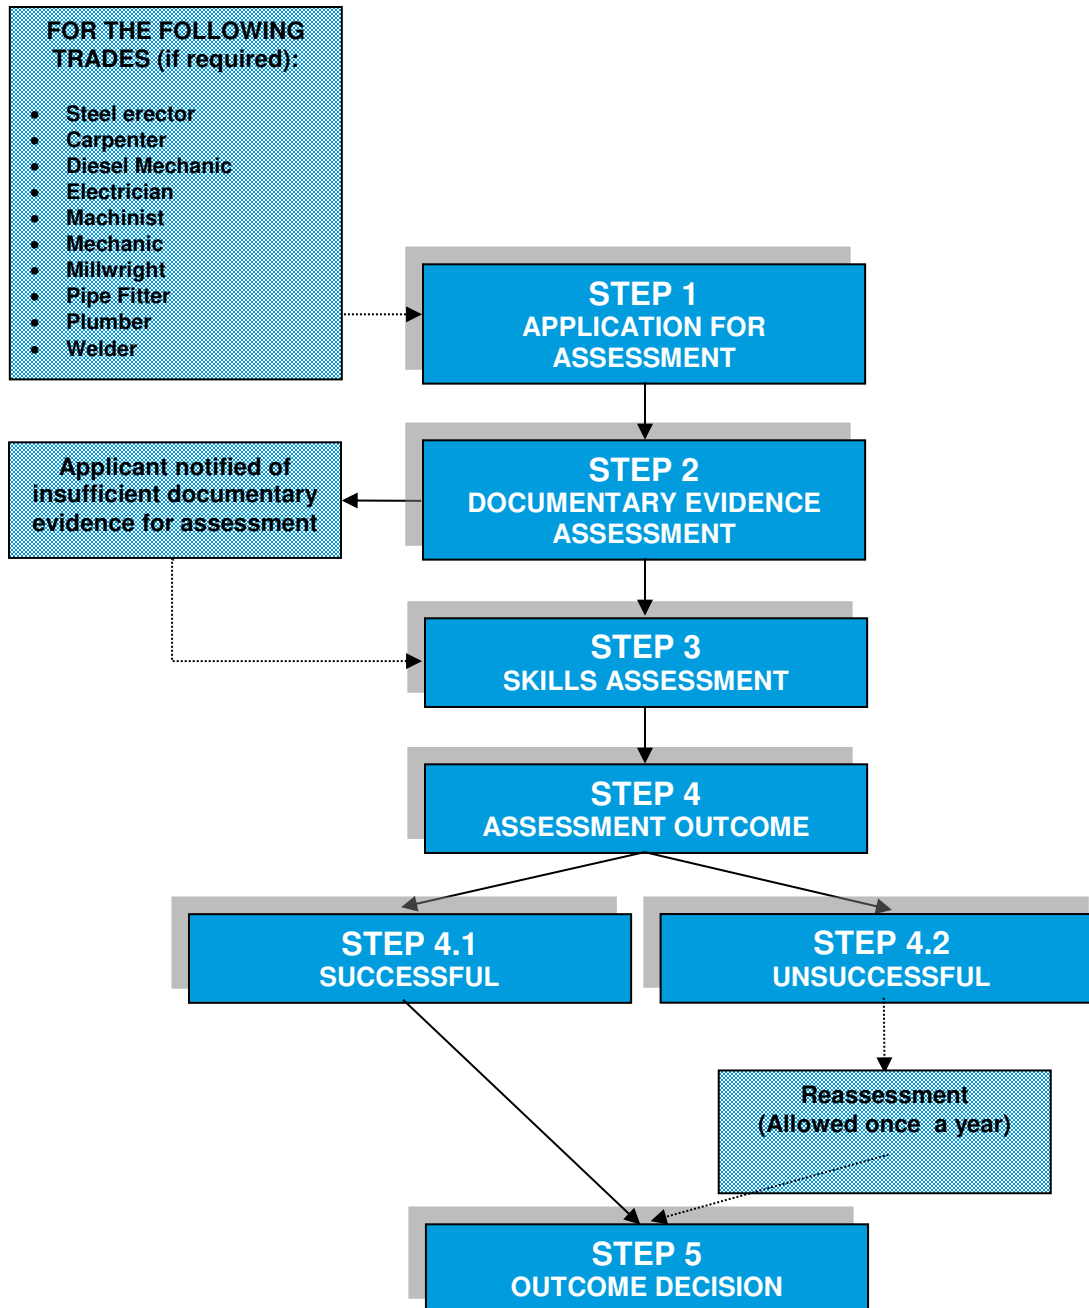 FOR THE FOLLOWING
TRADES (if required):
• Steel erector
• Carpenter
• Diesel Mechanic
• Electrician
• Machinist
• Mechanic
• Millwright
• Pipe Fitter
• Plumber
• Welder
STEP 1
APPLICATION FOR
ASSESSMENT
Applicant notified of
insufficient documentary
evidence for assessment
STEP 2
DOCUMENTARY EVIDENCE
ASSESSMENT
STEP 3
SKILLS ASSESSMENT
STEP 4
ASSESSMENT OUTCOME
STEP 4.1
SUCCESSFUL
STEP 4.2
UNSUCCESSFUL
Reassessment
(Allowed once a year)
STEP 5
OUTCOME DECISION